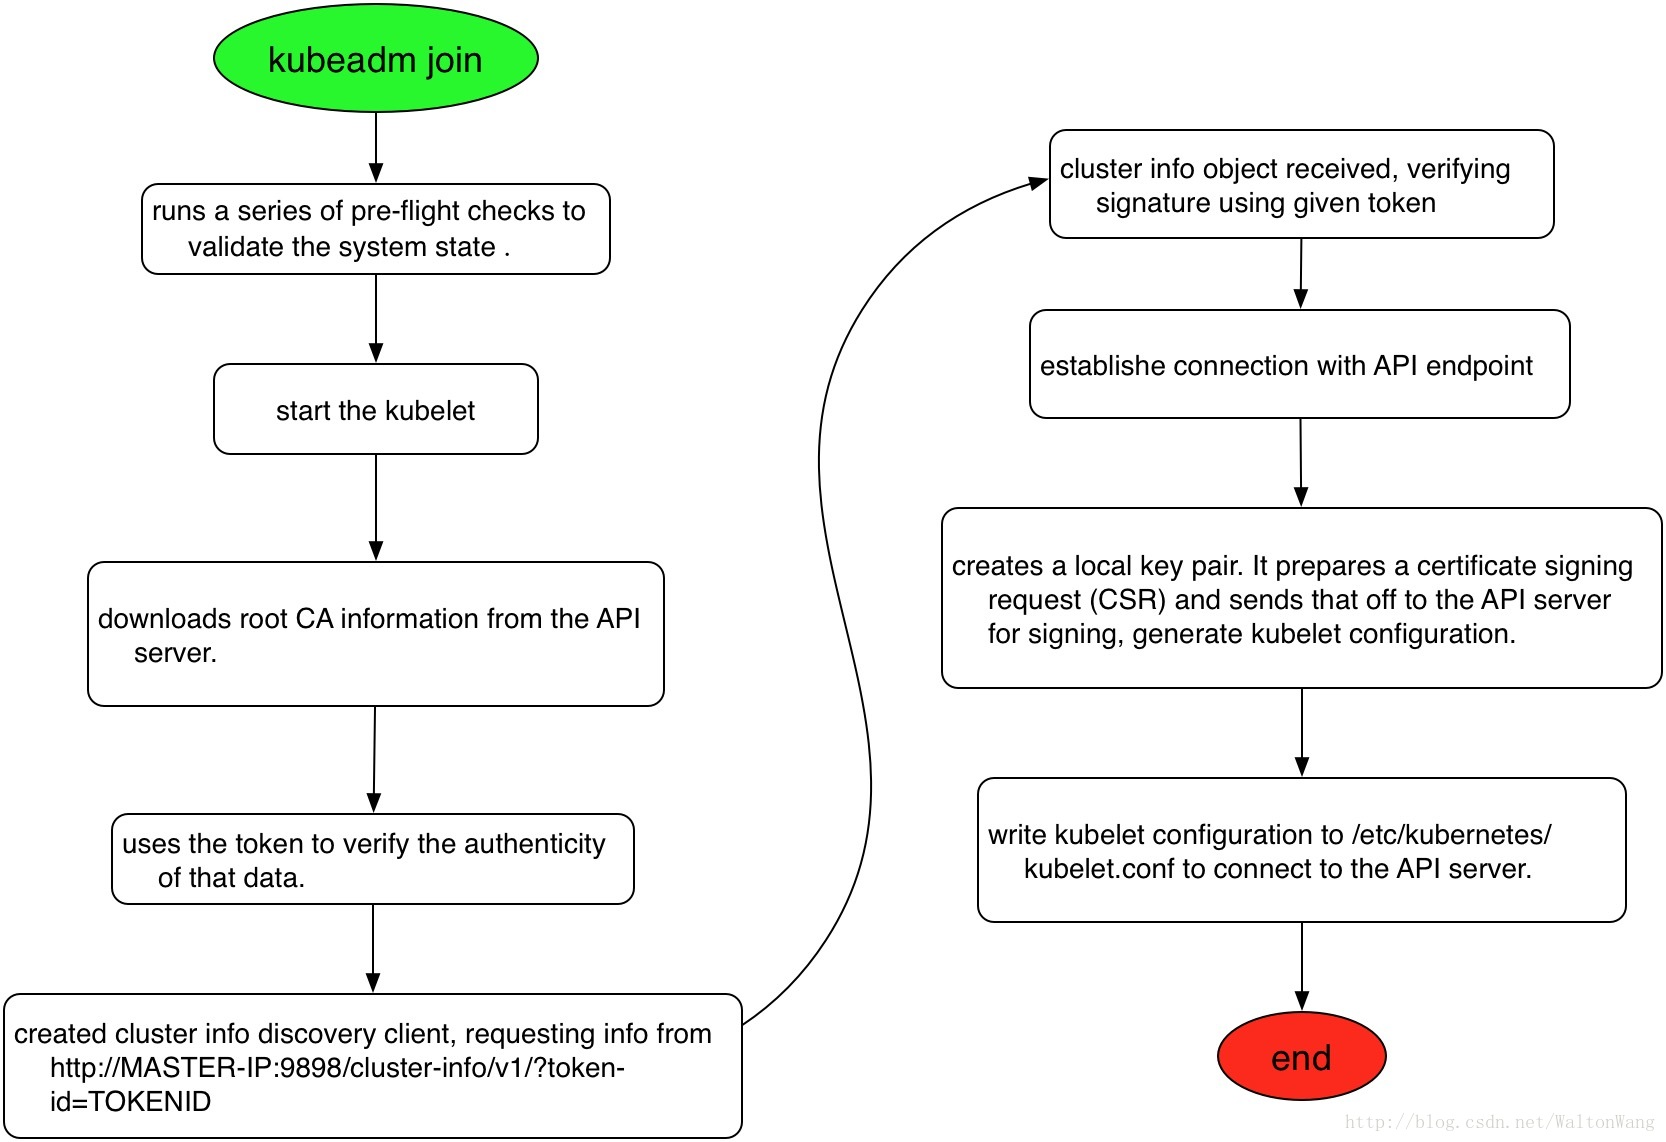 kubeadm join
runs a series of pre-flight checks to
validate the system state .
start the kubelet
downloads root CA information from the API
server.
uses the token to verify the authenticity
of that data.
created cluster info discovery client, requesting info from
http://MASTER-IP:9898/cluster-info/v1/?token-
id=TOKENID
cluster info object received, verifying
signature using given token
establishe connection with API endpoint
creates a local key pair. It prepares a certificate signing
request (CSR) and sends that off to the API server
for signing, generate kubelet configuration.
write kubelet configuration to /etc/kubernetes/
kubelet.conf to connect to the API server.
end
http://blog.csdn.net/WaltonWang